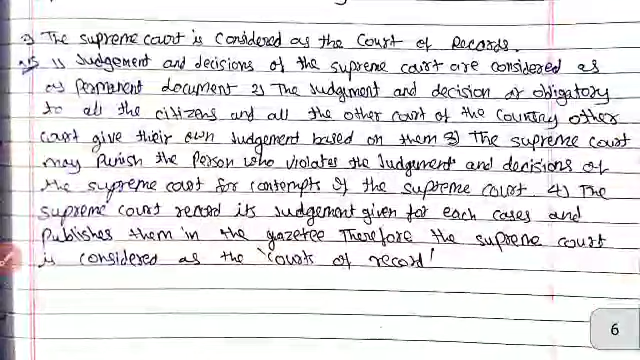 The supreme court is considered as the Court of Records.
Ans 1) Judgement and decisions of the supreme court are considered as
as permanent document 2) The Judgment and decision ar obigatory
to all the citizens and all the other court of the country other
court give their own Judgement based on them 3) The supreme court
may punish the person who violates the Judgement and decisions of
the supreme court for contempts of the supreme court 4) The
supreme court record its Judgement given for each cases and
publishes them in the gazetee Therefore the supreme court
is considered as the 'courts of record'
6